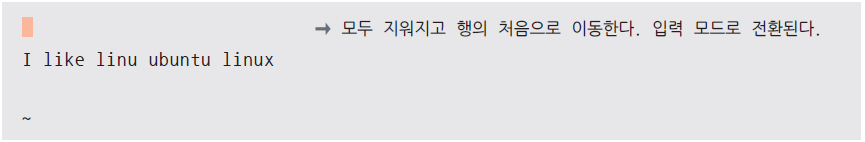 → 모두 지워지고 행의 처음으로 이동한다. 입력 모드로 전환된다.
I like linu ubuntu linux
~